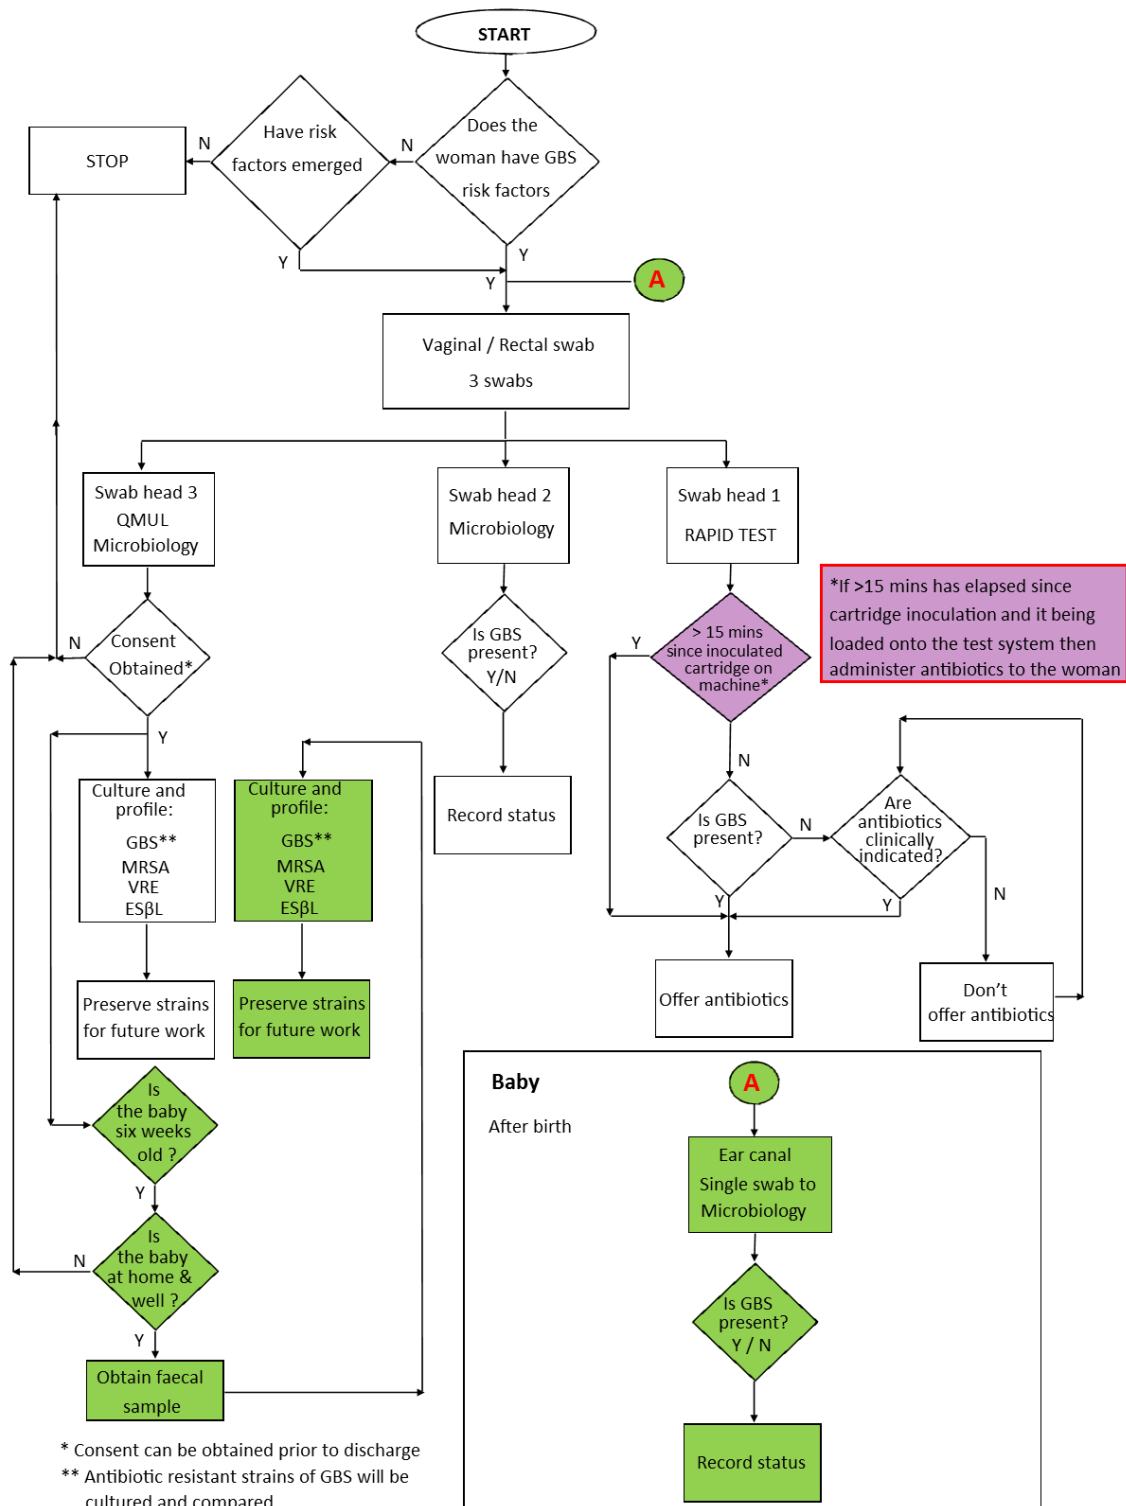 START
Does the
woman have GBS
risk factors
N
Have risk
factors emerged
N
STOP
Y
Y
Y
A
Vaginal / Rectal swab
3 swabs
Swab head 3
QMUL
Microbiology
Swab head 2
Microbiology
Swab head 1
RAPID TEST
*If >15 mins has elapsed since
cartridge inoculation and it being
loaded onto the test system then
administer antibiotics to the woman
N
Consent
Obtained*
Y
Is GBS
present?
Y/N
Y
> 15 mins
since inoculated
cartridge on
machine*
N
Culture and
profile:
GBS**
MRSA
VRE
ESβL
Culture and
profile:
GBS**
MRSA
VRE
ESβL
Record status
Is GBS
present?
N
Are
antibiotics
clinically
indicated?
Y
Y
N
Preserve strains
for future work
Preserve strains
for future work
Offer antibiotics
Don't
offer antibiotics
Is
the baby
six weeks
old ?
Y
Is
the baby
at home &
well ?
N
Y
Obtain faecal
sample
Baby
After birth
A
Ear canal
Single swab to
Microbiology
Is GBS
present?
Y / N
Record status
* Consent can be obtained prior to discharge
** Antibiotic resistant strains of GBS will be
cultured and compared